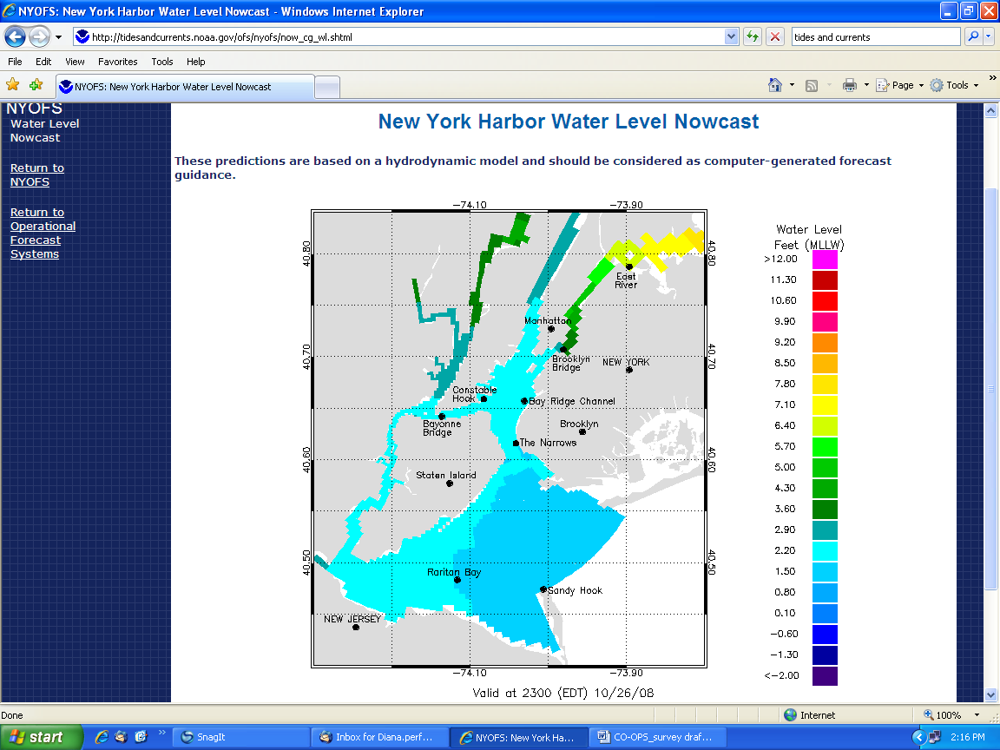 NYOFS: New York Harbor Water Level Nowcast - Windows Internet Explorer
http://tidesandcurrents.noaa.gov/ofs/nyofs/now_cg_wl.shtml
tides and currents
File Edit View Favorites Tools Help
NYOFS: New York Harbor Water Level Nowcast
Page Tools
NYOFS
Water Level
Nowcast
Return to
NYOFS
Return to
Operational
Forecast
Systems
New York Harbor Water Level Nowcast
These predictions are based on a hydrodynamic model and should be considered as computer-generated forecast
guidance.
−74.10 −73.90
40.80 40.80
40.70
40.70
40.60 40.60
40.50 40.50
East
River
Manhattan
Brooklyn
Bridge
NEW YORK
Constable
Hook
Bay Ridge Channel
Bayonne
Bridge
Brooklyn
The Narrows
Staten Island
Raritan Bay
Sandy Hook
NEW JERSEY
−74.10 −73.90
Valid at 2300 (EDT) 10/26/08
Water Level
Feet (MLLW)
>12.00
11.30
10.60
9.90
9.20
8.50
7.80
7.10
6.40
5.70
5.00
4.30
3.60
2.90
2.20
1.50
0.80
0.10
−0.60
−1.30
<−2.00
Done
Internet
100%
start
SnagIt
Inbox for Diana.perf...
NYOFS: New York Ha...
CO-OPS_survey draf...
2:16 PM